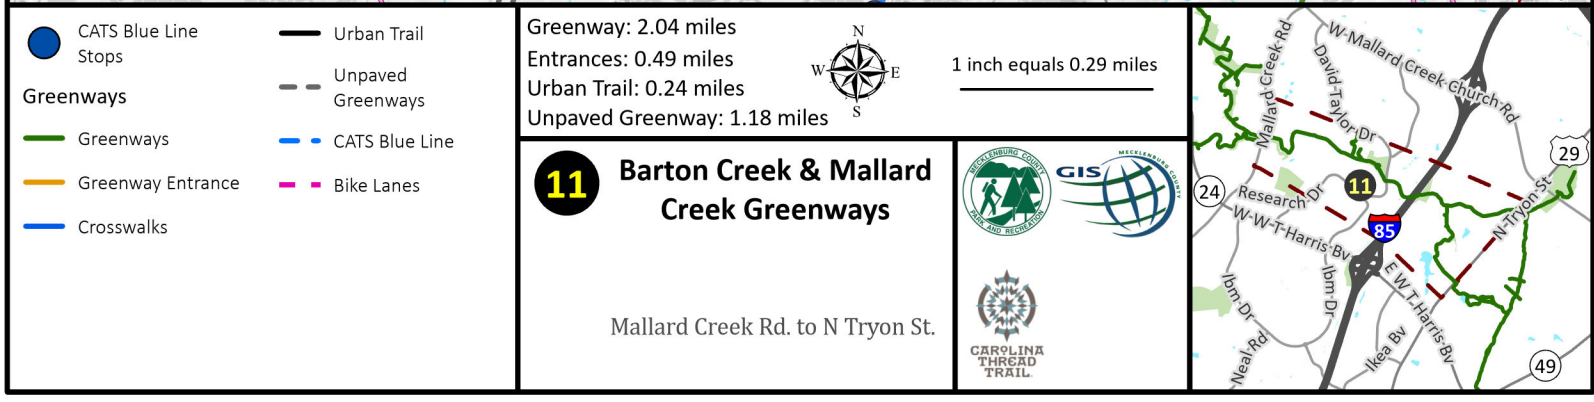 CATS Blue Line
Stops
Greenways
Greenways
Greenway Entrance
Crosswalks
Urban Trail
Unpaved
Greenways
CATS Blue Line
Bike Lanes
Greenway: 2.04 miles
Entrances: 0.49 miles
Urban Trail: 0.24 miles
Unpaved Greenway: 1.18 miles
N
W
E
S
1 inch equals 0.29 miles
11
Barton Creek & Mallard
Creek Greenways
Mallard Creek Rd. to N Tryon St.
MECKLENBURG COUNTY
PARK AND RECREATION
GIS
MECKLENBURG COUNTY
CAROLINA
THREAD
TRAIL
Mallard Creek Rd
David-Taylor-Dr
W-Mallard Creek-church-Rd
29
24
Research-Dr
11
85
N-Tryon-St
W-W-T-Harris-Bv
Ibm-Dr
Ibm-Dr
E W T-Harris-Bv
Neal-Rd
Ikea Bv
49